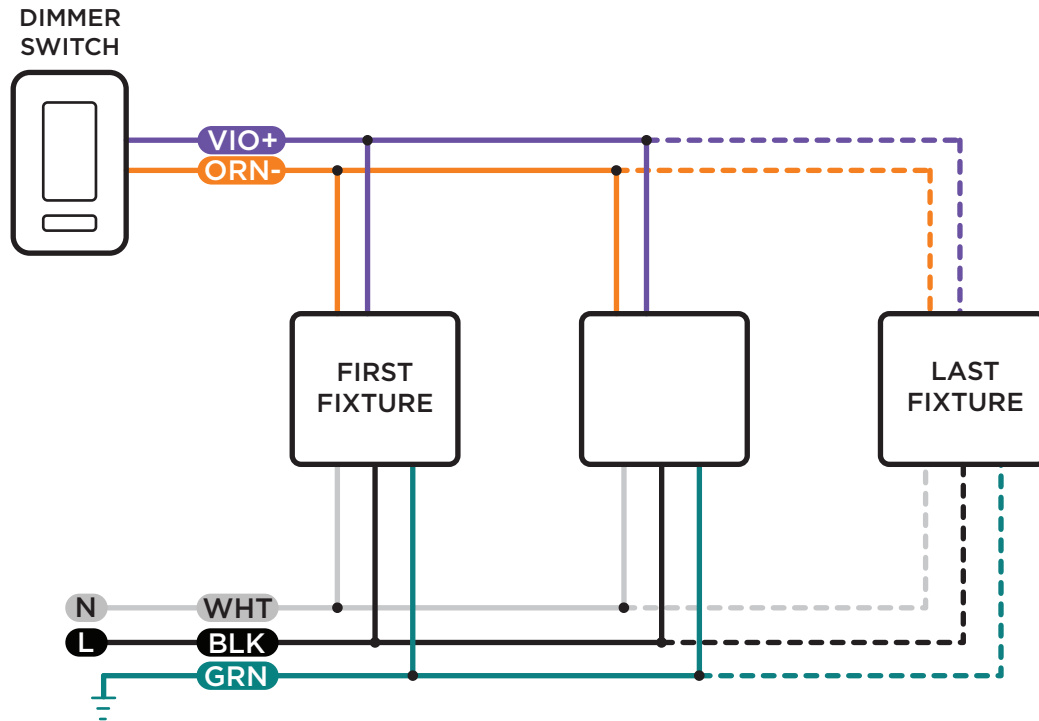 DIMMER
SWITCH
VIO+
ORN-
FIRST
FIXTURE
LAST
FIXTURE
N WHT
L BLK
GRN